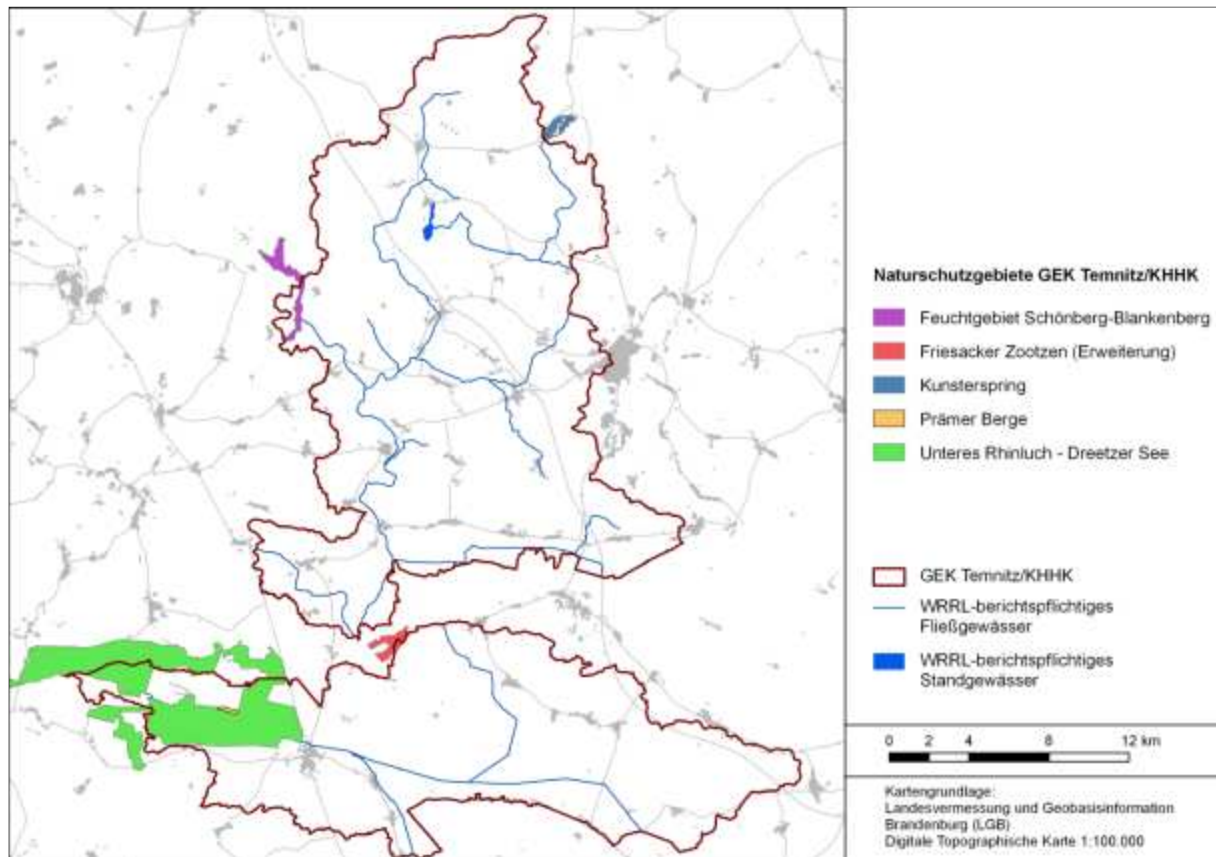 Naturschutzgebiete GEK Temnitz/KHHK
Feuchtgebiet Schönberg-Blankenberg
Friesacker Zootzen (Erweiterung)
Kunsterspring
Prämer Berge
Unteres Rhinluch - Dreetzer See
GEK Temnitz/KHHK
WRRL-berichtspflichtiges
Fließgewässer
WRRL-berichtspflichtiges
Standgewässer
0 2 4 8 12 km
Kartengrundlage:
Landesvermessung und Geobasisinformation
Brandenburg (LGB)
Digitale Topographische Karte 1:100.000